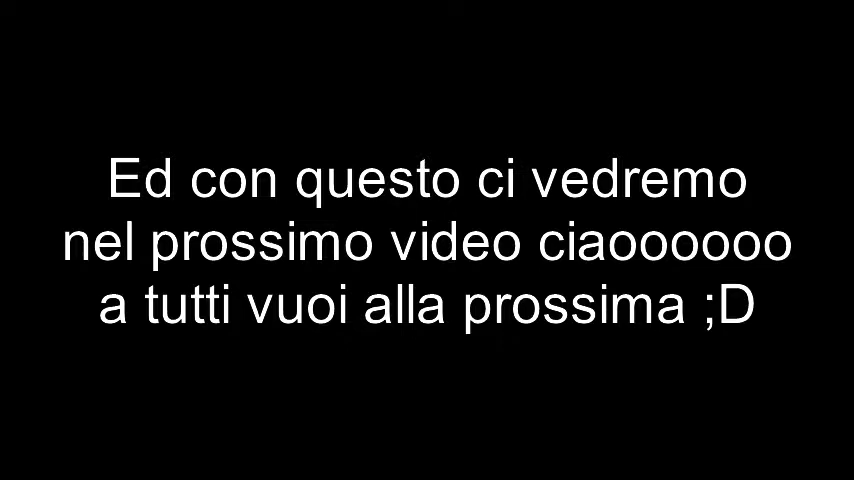 Ed con questo ci vedremo
nel prossimo video ciaoooooo
a tutti vuoi alla prossima ;D